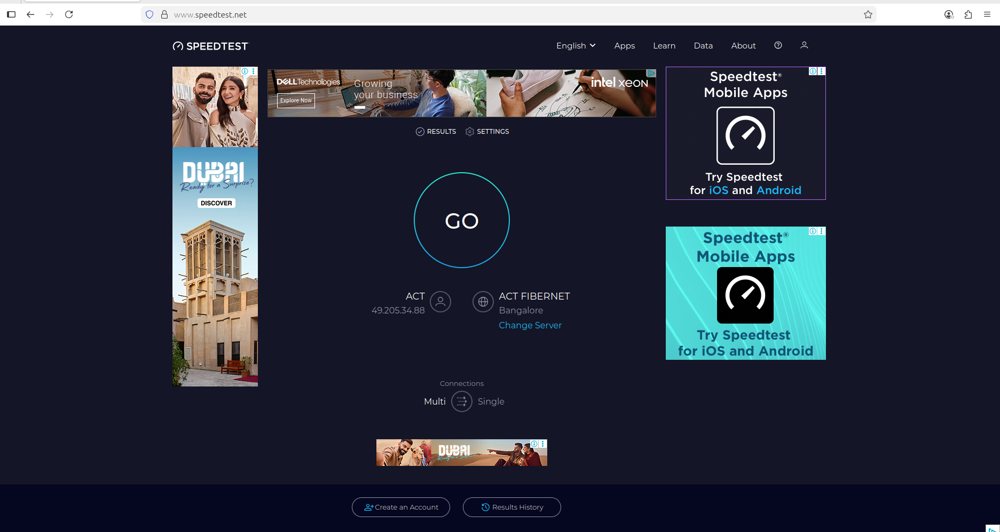 www.speedtest.net
SPEEDTEST
English Apps Learn Data About
DUBAI
Ready for a Surprise?
DISCOVER
DELL Technologies
Explore Now
Growing
your business
intel XEON
RESULTS SETTINGS
GO
ACT
49.205.34.88
ACT FIBERNET
Bangalore
Change Server
Connections
Multi Single
DUBAI
Ready for a Surprise?
Speedtest®
Mobile Apps
Try Speedtest
for iOS and Android
Speedtest®
Mobile Apps
Try Speedtest
for iOS and Android
Create an Account Results History